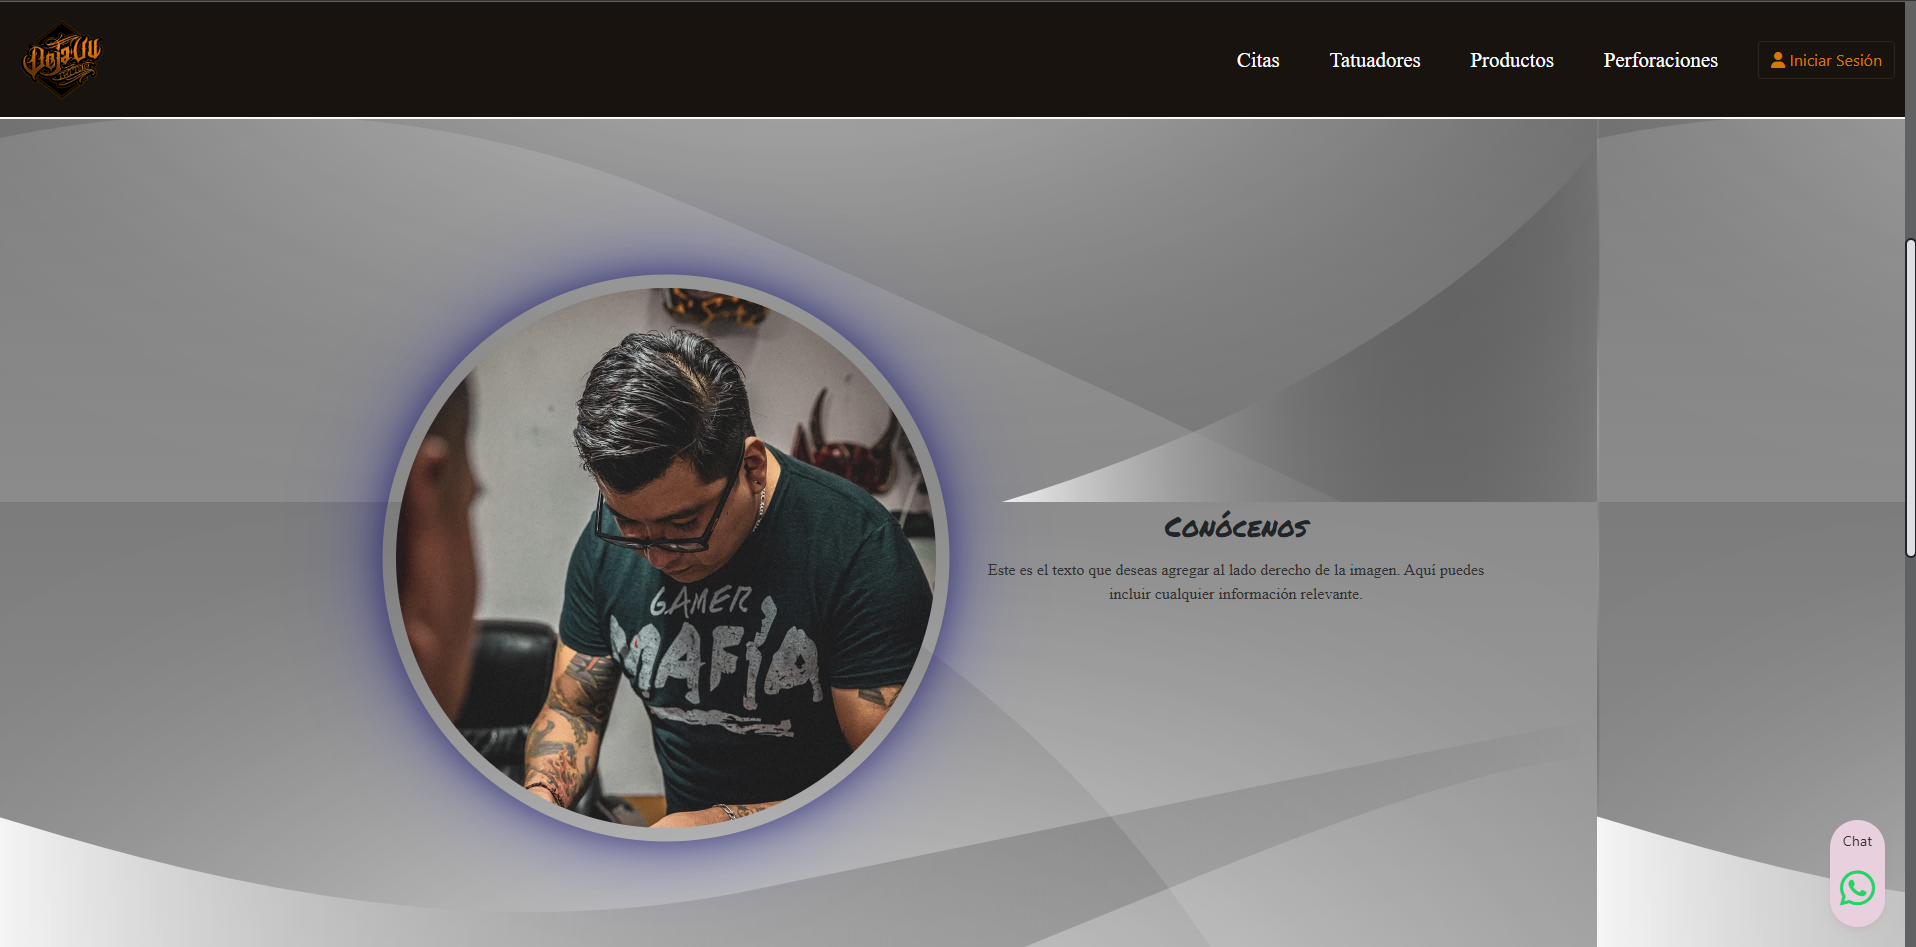 DejaVu
Citas
Tatuadores
Productos
Perforaciones
Iniciar Sesión
GAMER
MAFIA
Conócenos
Este es el texto que deseas agregar al lado derecho de la imagen. Aquí puedes
incluir cualquier información relevante.
Chat